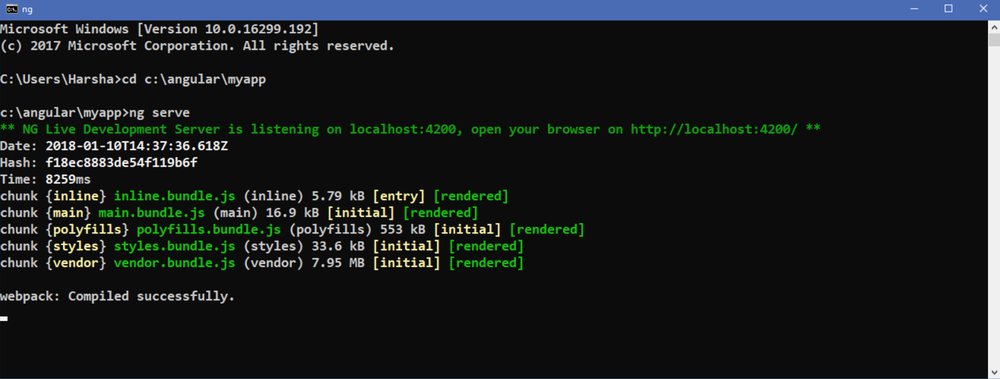 ng
Microsoft Windows [Version 10.0.16299.192]
(c) 2017 Microsoft Corporation. All rights reserved.
C:\Users\Harsha>cd c:\angular\myapp
c:\angular\myapp>ng serve
** NG Live Development Server is listening on localhost:4200, open your browser on http://localhost:4200/ **
Date: 2018-01-10T14:37:36.618Z
Hash: f18ec8883de54f119b6f
Time: 8259ms
chunk {inline} inline.bundle.js (inline) 5.79 kB [entry] [rendered]
chunk {main} main.bundle.js (main) 16.9 kB [initial] [rendered]
chunk {polyfills} polyfills.bundle.js (polyfills) 553 kB [initial] [rendered]
chunk {styles} styles.bundle.js (styles) 33.6 kB [initial] [rendered]
chunk {vendor} vendor.bundle.js (vendor) 7.95 MB [initial] [rendered]
webpack: Compiled successfully.